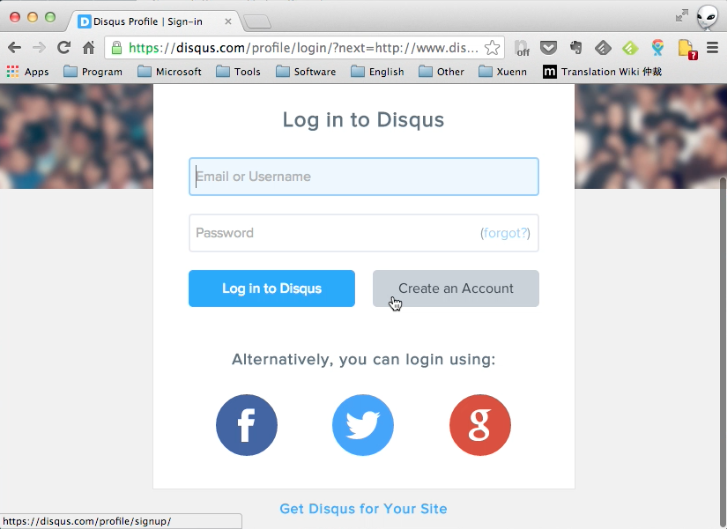 Disqus Profile | Sign-in
https://disqus.com/profile/login/?next=http://www.dis...
off
?
Apps Program Microsoft Tools Software English Other Xuenn m Translation Wiki 仲裁
Log in to Disqus
Email or Username
Password (forgot?)
Log in to Disqus Create an Account
Alternatively, you can login using:
f g
Get Disqus for Your Site
https://disqus.com/profile/signup/